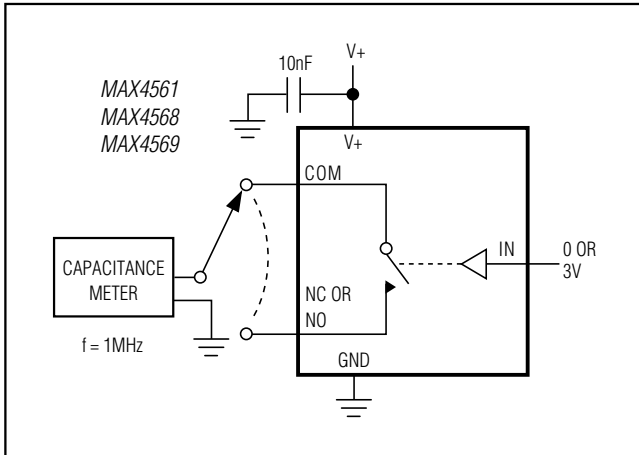 10nF
V+
MAX4561
MAX4568
MAX4569
V+
COM
CAPACITANCE
METER
f = 1MHz
NC OR
NO
IN
0 OR
3V
GND